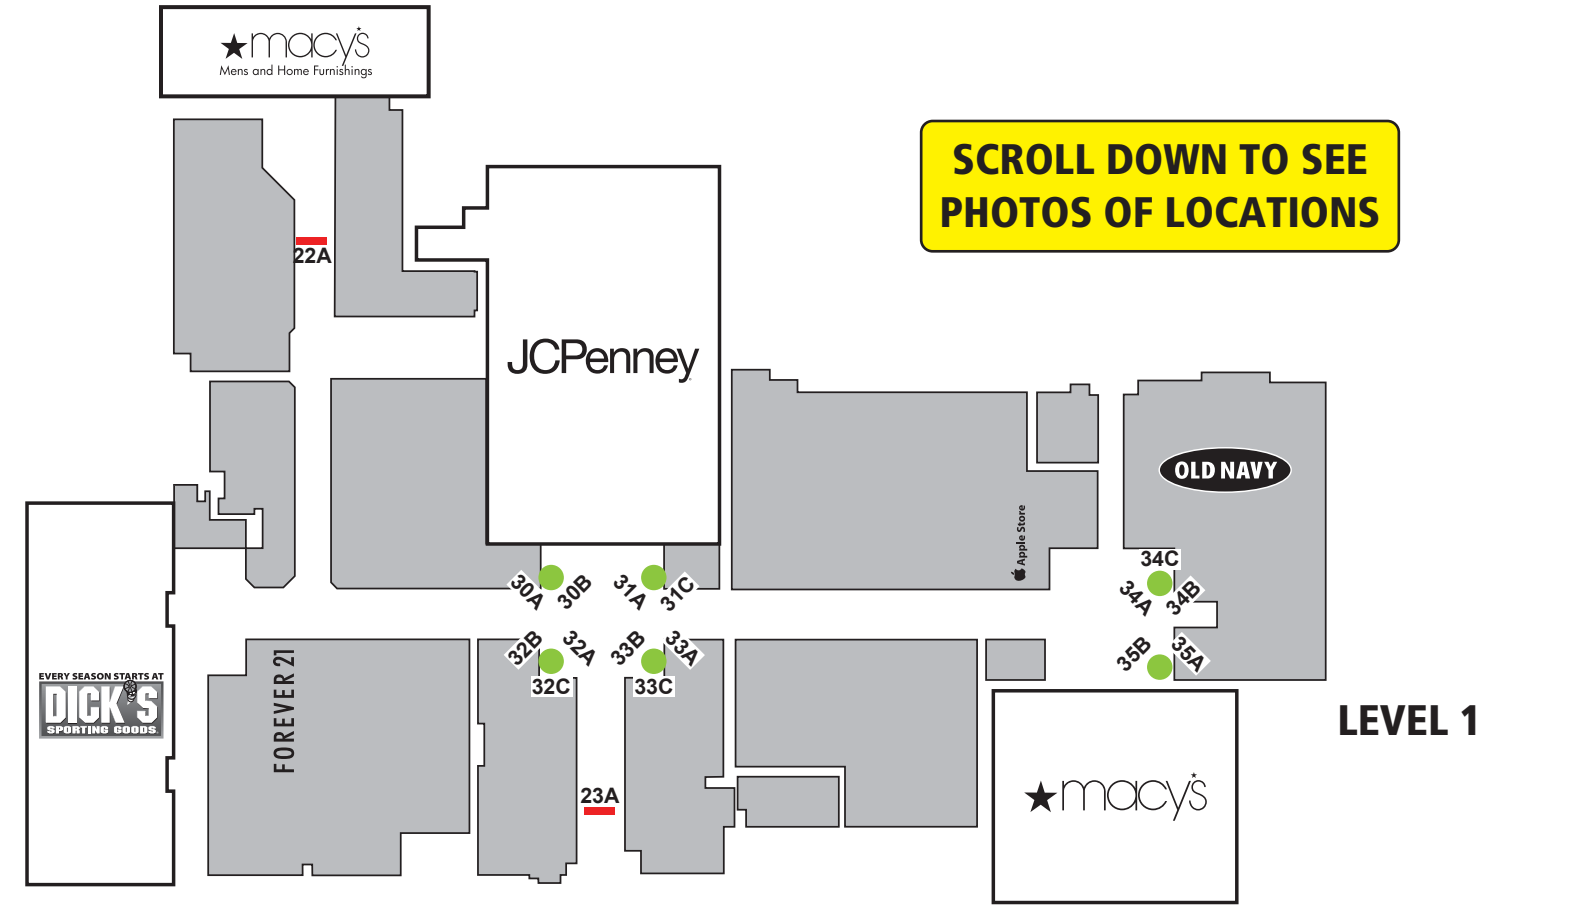 macy's
Mens and Home Furnishings
SCROLL DOWN TO SEE
PHOTOS OF LOCATIONS
22A
JCPenney
OLD NAVY
Apple Store
34C
30A
30B
31A
31C
34A
34B
32B
32A
33B
33A
35B
35A
32C
33C
FOREVER 21
EVERY SEASON STARTS AT
DICK'S
SPORTING GOODS
LEVEL 1
23A
macy's